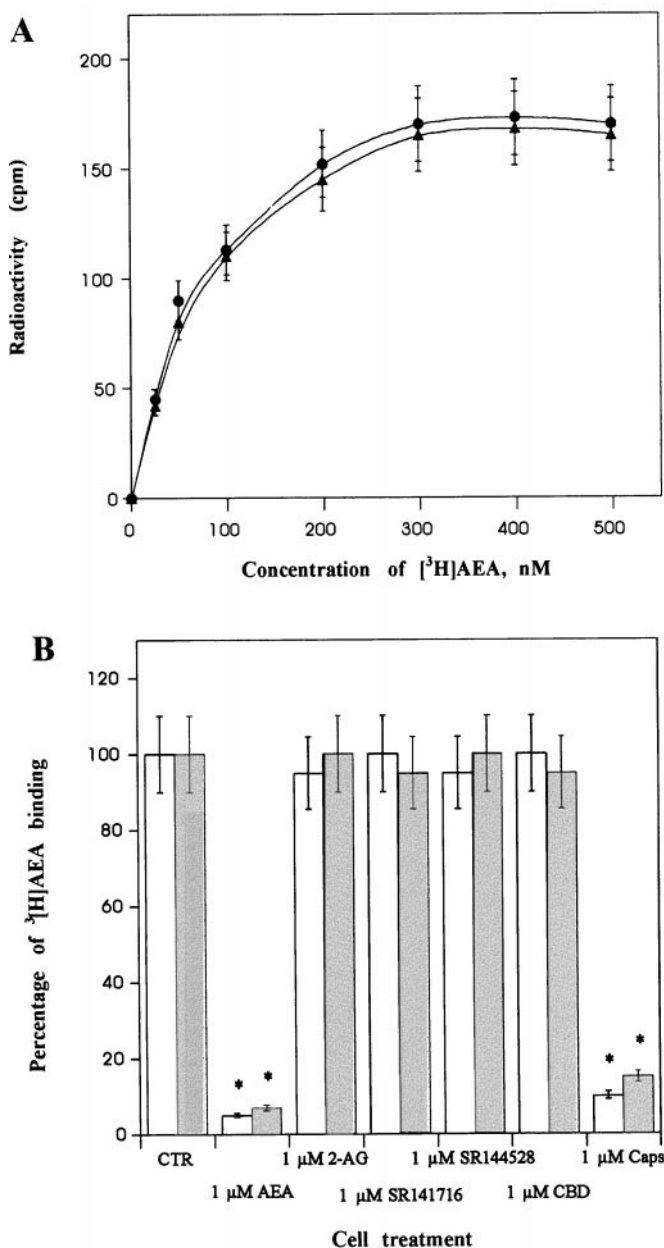 A
200
150
100
50
0
Radioactivity (cpm)
0 100 200 300 400 500
Concentration of [³H]AEA, nM
B
120
100
80
60
40
20
0
Percentage of ³[H]AEA binding
* * * *
CTR 1 µM 2-AG 1 µM SR144528 1 µM Caps
1 µM AEA 1 µM SR141716 1 µM CBD
Cell treatment